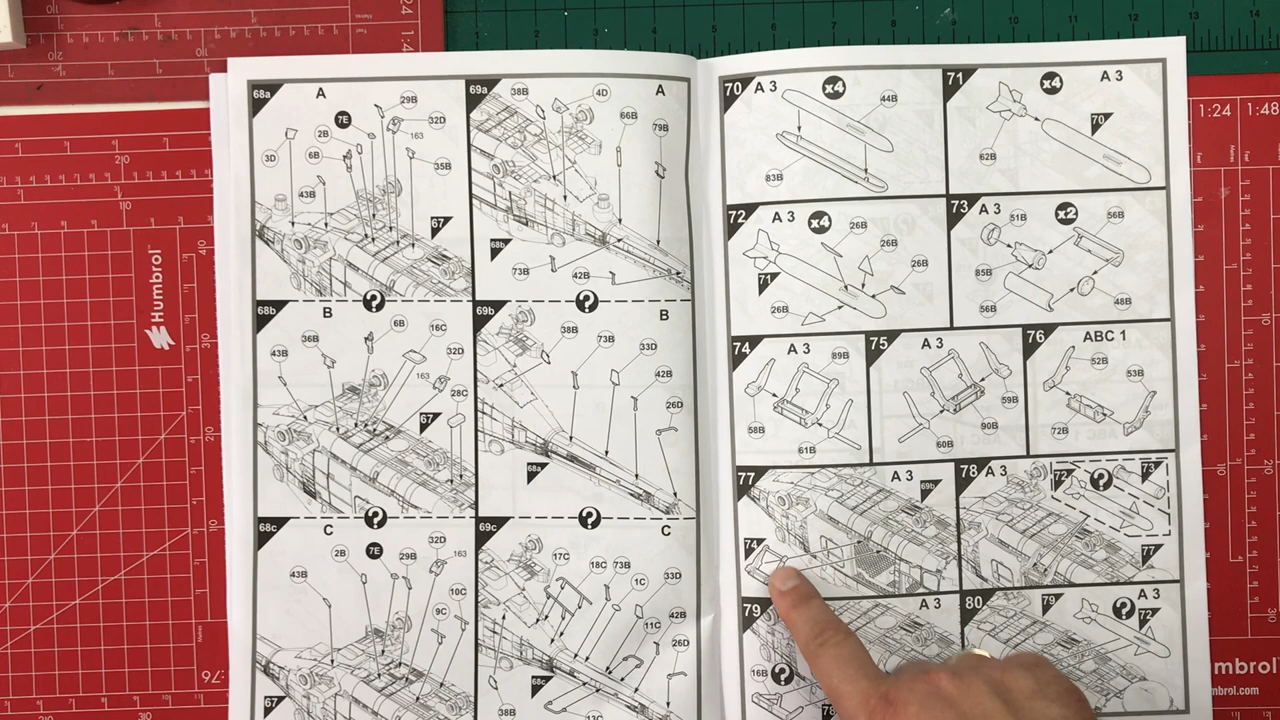 68a
A
29B
7E
32D
2B
163
3D
6B
35B
43B
67
69a
A
38B
4D
66B
79B
68b
73B
42B
?
?
68b
B
6B
16C
36B
32D
43B
163
28C
67
69b
B
38B
73B
33D
42B
26D
68a
?
?
68c
C
32D
2B
7E
29B
163
43B
10C
9C
67
69c
C
17C
18C
73B
1C
33D
42B
11C
26D
68c
38B
13C
70
A 3
x4
44B
83B
71
x4
A 3
70
62B
72
A 3
x4
26B
26B
26B
71
26B
73
A 3
51B
x2
56B
85B
56B
48B
74
A 3
89B
58B
61B
75
A 3
59B
90B
60B
76
ABC 1
52B
53B
72B
77
A 3
69b
74
78
A 3
72
?
73
77
79
A 3
16B
?
78
80
79
A 3
?
72
Humbrol™
1:24
1:48
umbrol
nd.com